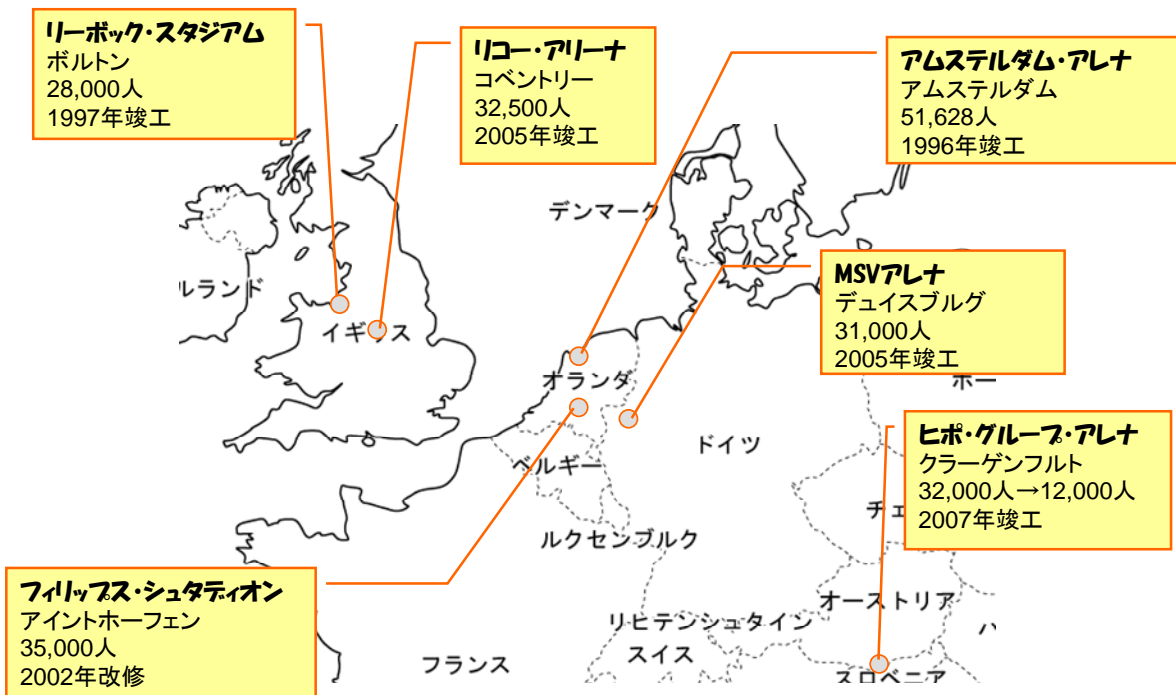 リーボック・スタジアム
ボルトン
28,000人
1997年竣工
リコー・アリーナ
コベントリー
32,500人
2005年竣工
アムステルダム・アレナ
アムステルダム
51,628人
1996年竣工
デンマーク
MSVアレナ
デュイスブルグ
31,000人
2005年竣工
ルランド
イギリス
オランダ
ポー
ヒポ・グループ・アレナ
クラーゲンフルト
32,000人→12,000人
2007年竣工
ドイツ
ベルギー
チェ
ルクセンブルク
フィリップス・シュタディオン
アイントホーフェン
35,000人
2002年改修
オーストリア
リヒテンシュタイン
ハ
スイス
フランス
スロベニア